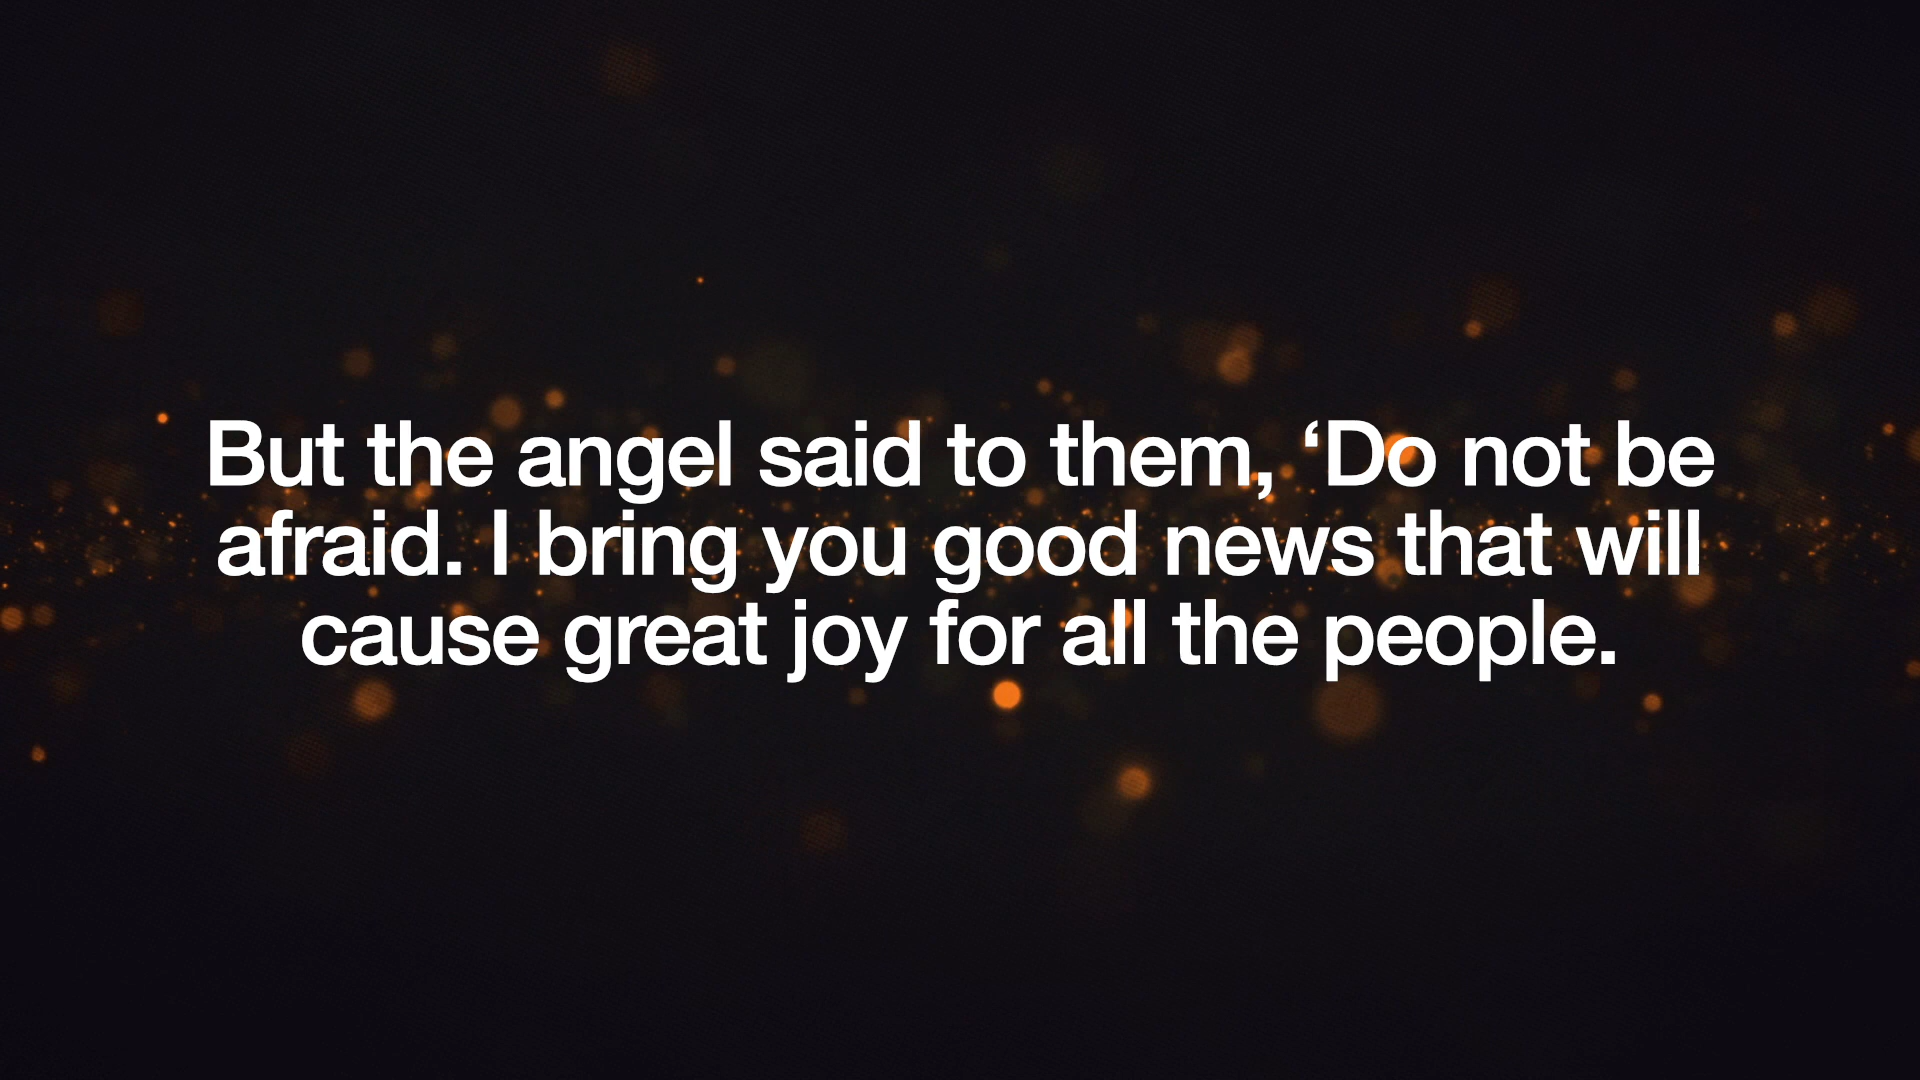 But the angel said to them, ‘Do not be
afraid. I bring you good news that will
cause great joy for all the people.